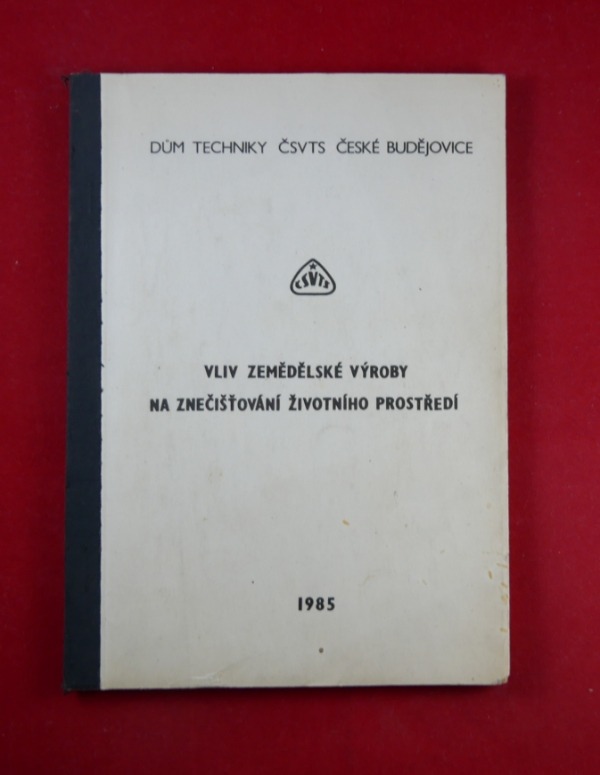 DŮM TECHNIKY ČSVTS ČESKÉ BUDĚJOVICE
ČSVTS
VLIV ZEMĚDĚLSKÉ VÝROBY
NA ZNEČIŠŤOVÁNÍ ŽIVOTNÍHO PROSTŘEDÍ
1985